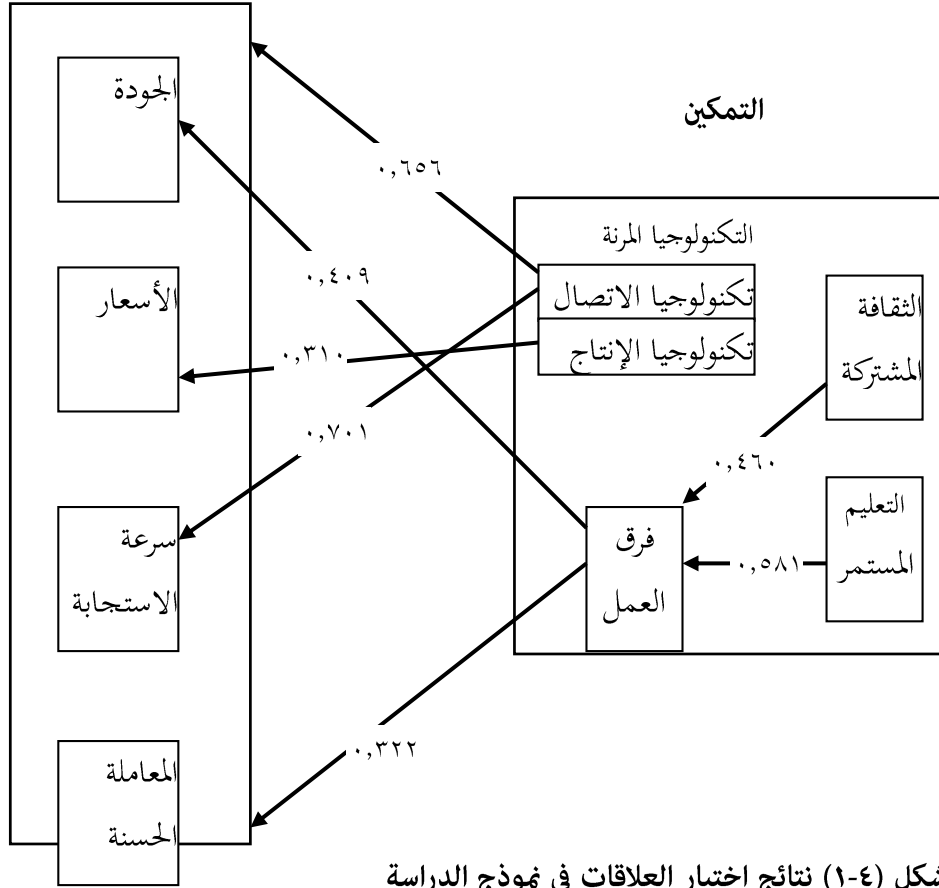 التمكين
التكنولوجيا المرنة
تكنولوجيا الاتصال
تكنولوجيا الإنتاج
الثقافة
المشتركة
التعليم
المستمر
فرق
العمل
٠,٤٦٠
٠,٥٨١
٠,٦٥٦
٠,٤٠٩
٠,٣١٠
٠,٧٠١
٠,٣٢٢
الجودة
الأسعار
سرعة
الاستجابة
المعاملة
الحسنة
شكل (٤-١) نتائج اختبار العلاقات في نموذج الدراسة